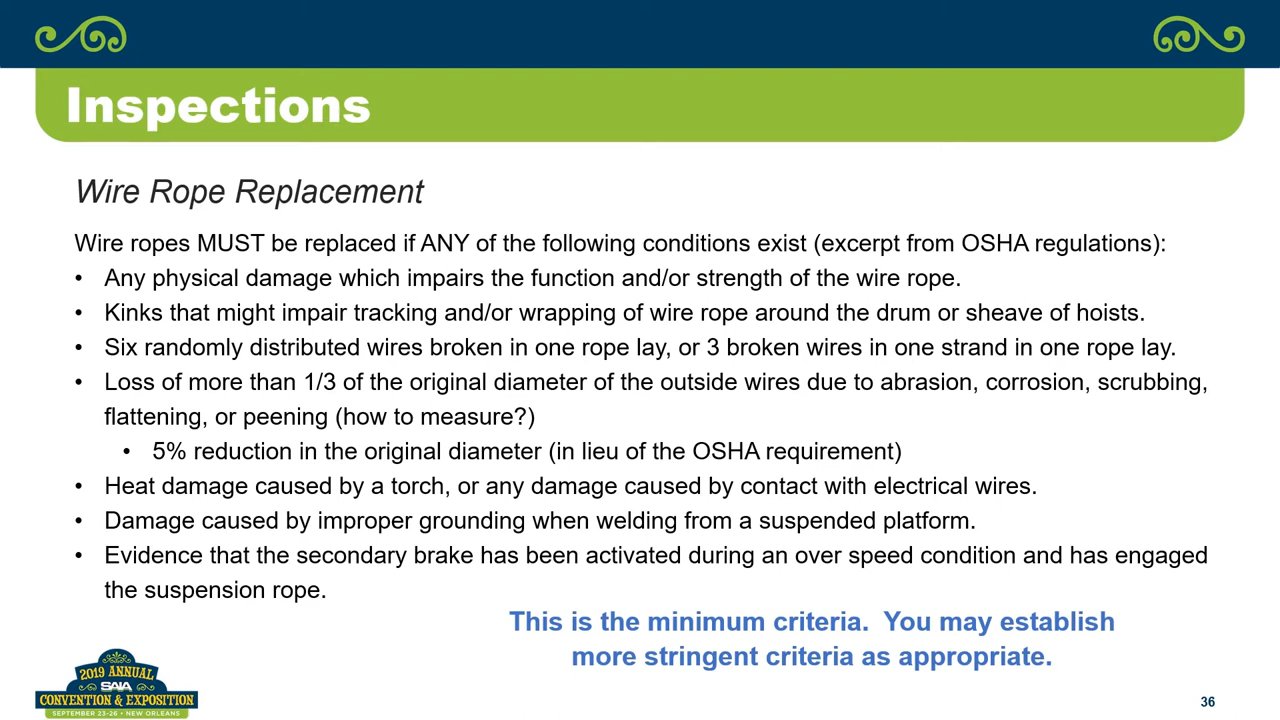 Inspections
Wire Rope Replacement
Wire ropes MUST be replaced if ANY of the following conditions exist (excerpt from OSHA regulations):
• Any physical damage which impairs the function and/or strength of the wire rope.
• Kinks that might impair tracking and/or wrapping of wire rope around the drum or sheave of hoists.
• Six randomly distributed wires broken in one rope lay, or 3 broken wires in one strand in one rope lay.
• Loss of more than 1/3 of the original diameter of the outside wires due to abrasion, corrosion, scrubbing,
flattening, or peening (how to measure?)
• 5% reduction in the original diameter (in lieu of the OSHA requirement)
• Heat damage caused by a torch, or any damage caused by contact with electrical wires.
• Damage caused by improper grounding when welding from a suspended platform.
• Evidence that the secondary brake has been activated during an over speed condition and has engaged
the suspension rope.
This is the minimum criteria.  You may establish
more stringent criteria as appropriate.
2019 ANNUAL
SAIA
CONVENTION & EXPOSITION
SEPTEMBER 23-26 • NEW ORLEANS
36